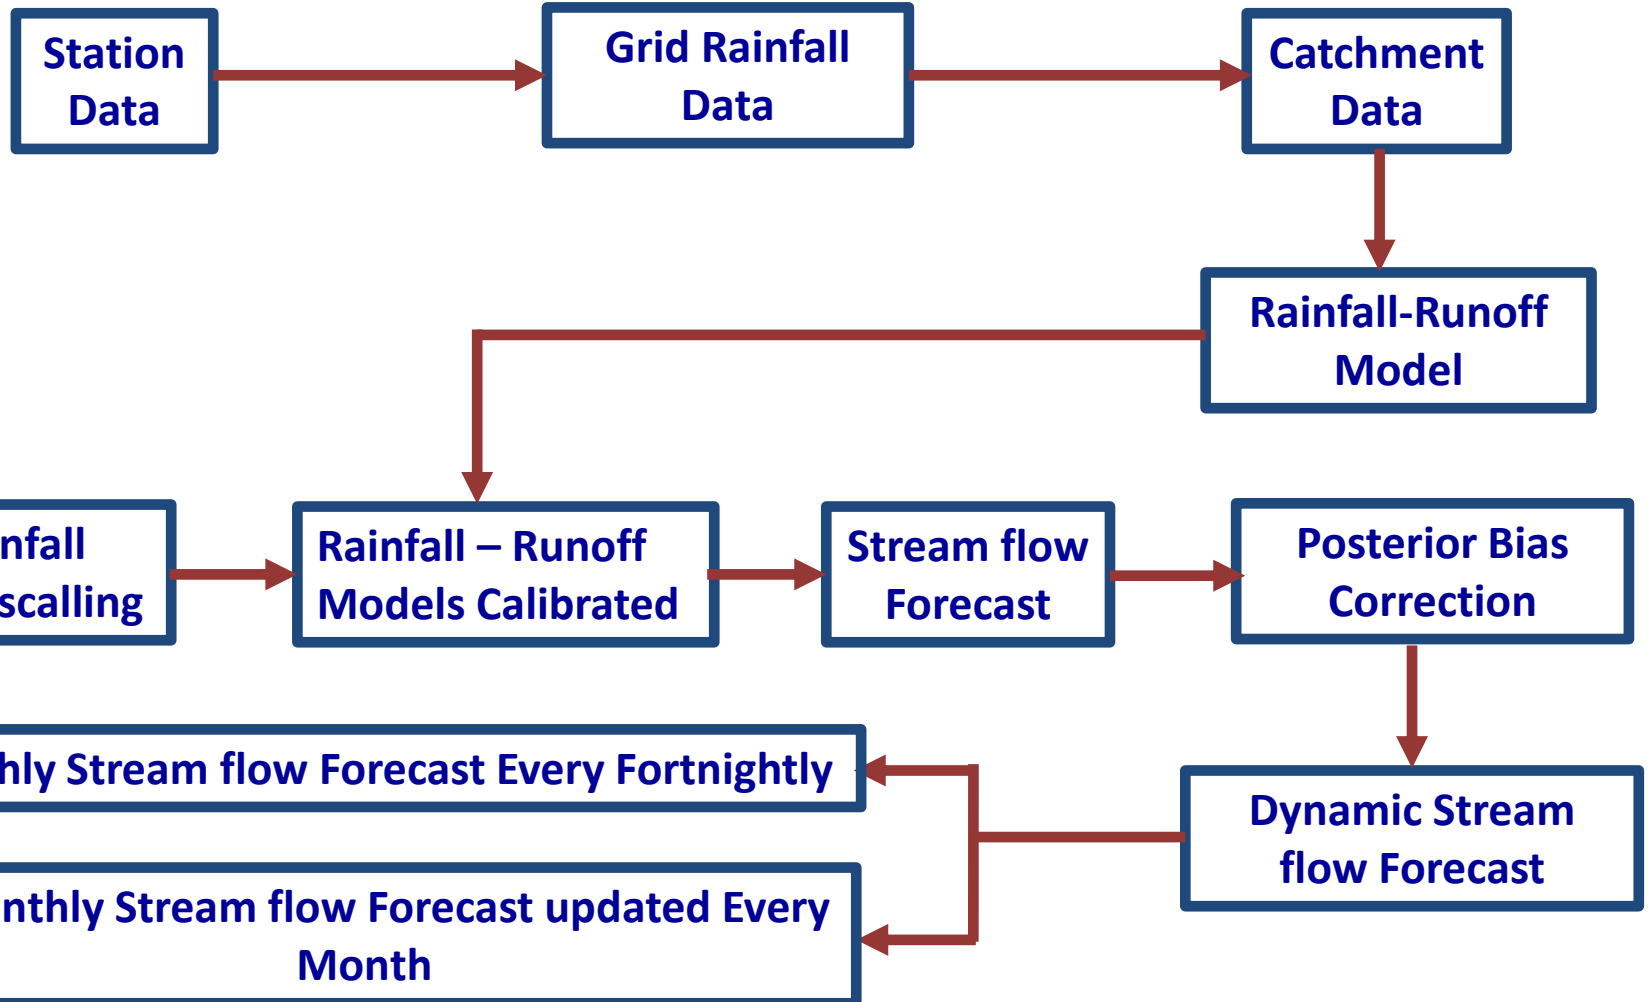 Station
Data
Grid Rainfall
Data
Catchment
Data
Rainfall-Runoff
Model
nfall
scalling
Rainfall – Runoff
Models Calibrated
Stream flow
Forecast
Posterior Bias
Correction
hly Stream flow Forecast Every Fortnightly
Dynamic Stream
flow Forecast
nthly Stream flow Forecast updated Every
Month